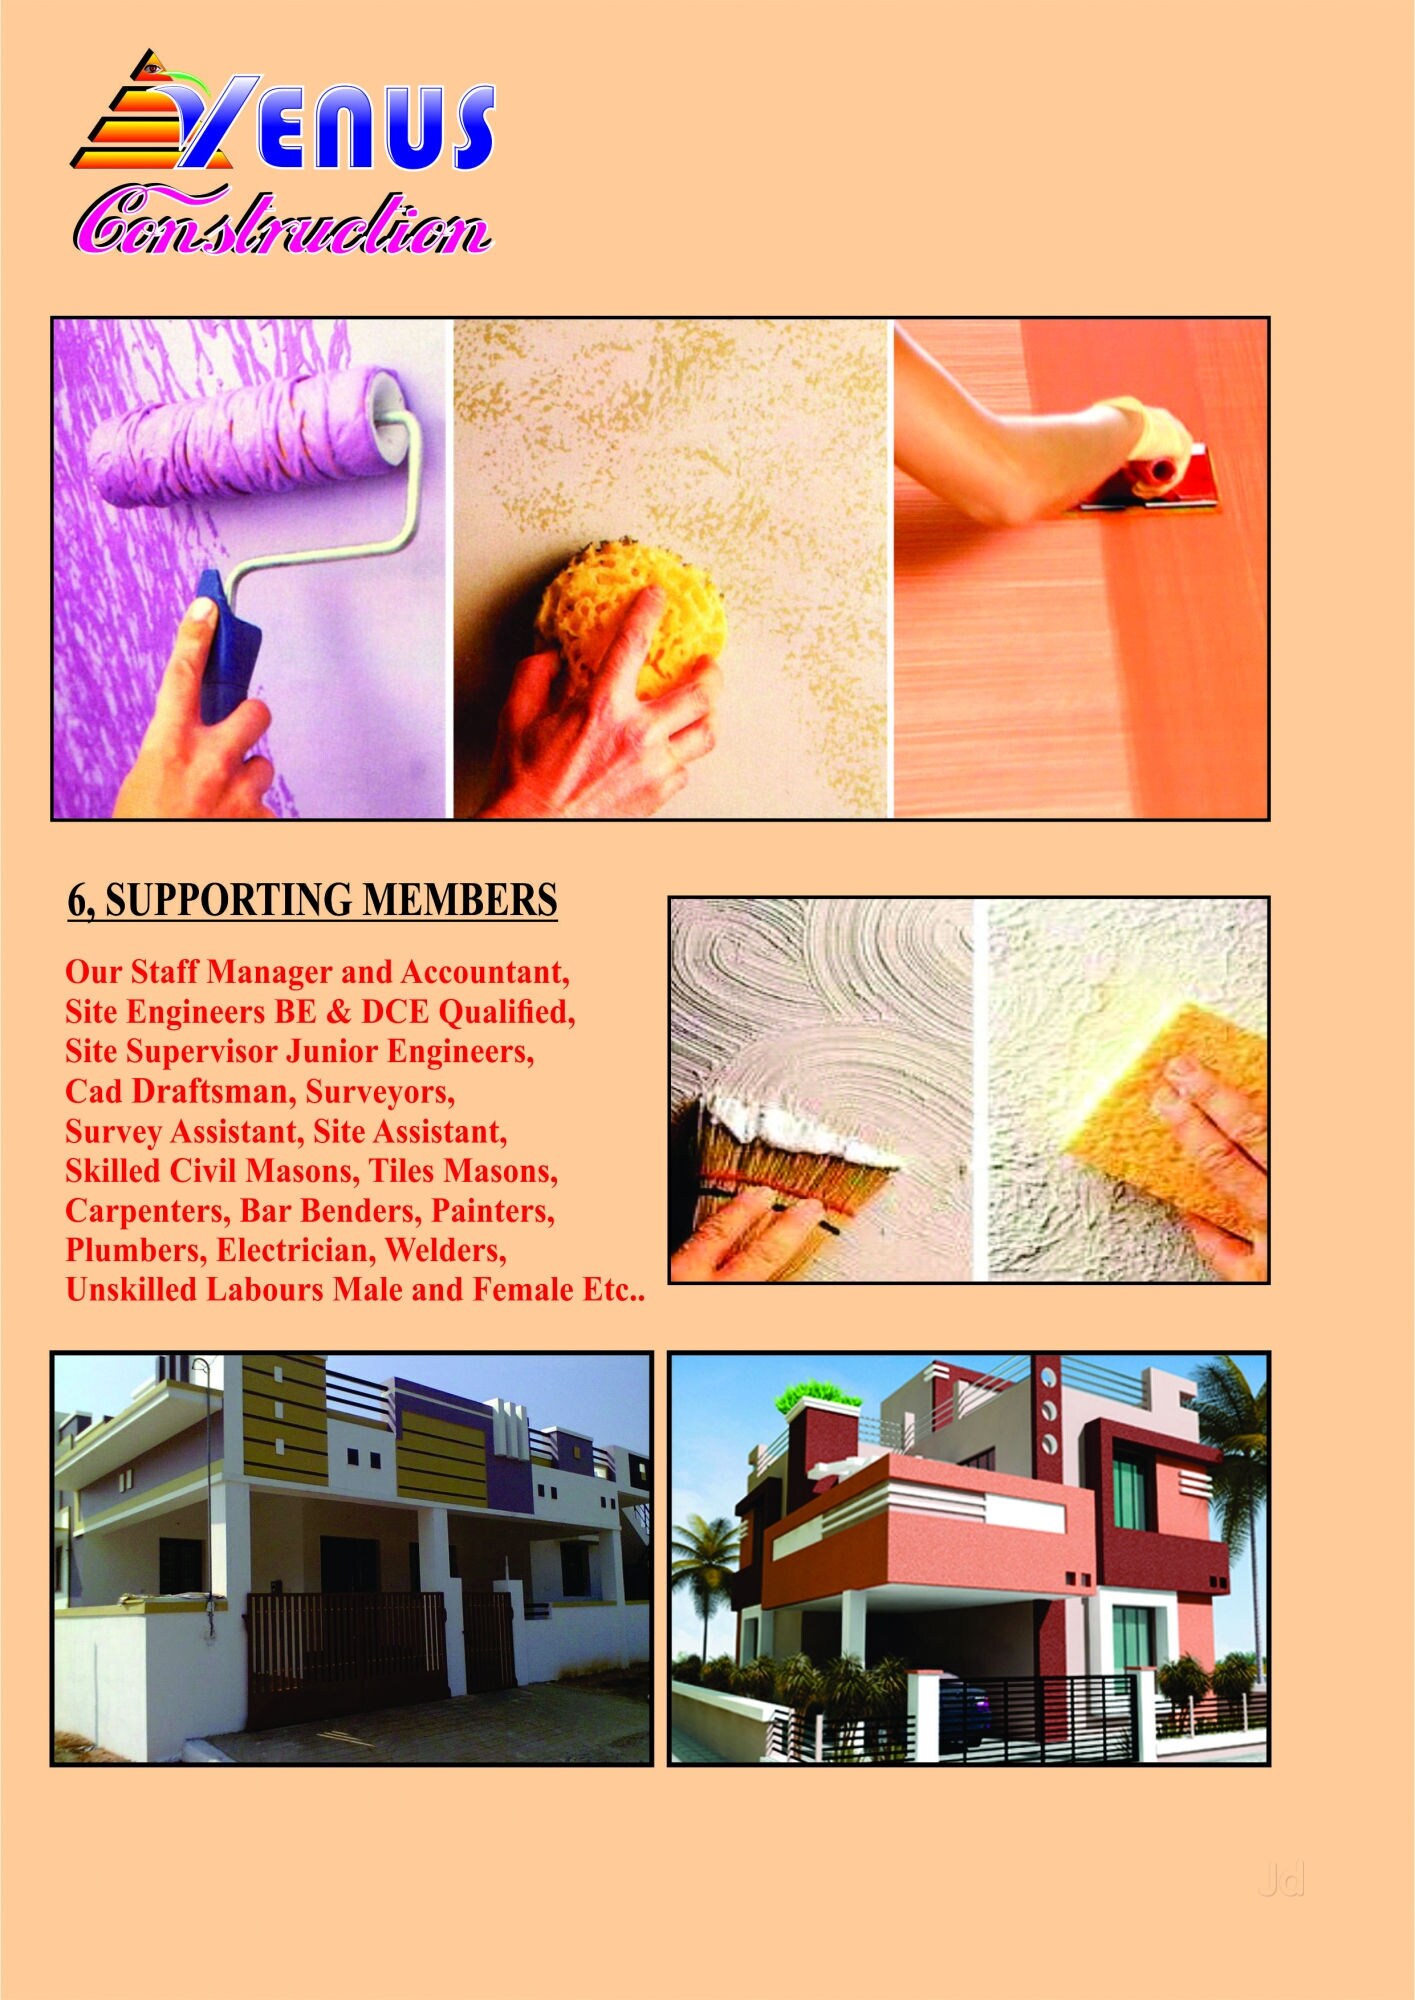 VENUS
Construction
6, SUPPORTING MEMBERS
Our Staff Manager and Accountant,
Site Engineers BE & DCE Qualified,
Site Supervisor Junior Engineers,
Cad Draftsman, Surveyors,
Survey Assistant, Site Assistant,
Skilled Civil Masons, Tiles Masons,
Carpenters, Bar Benders, Painters,
Plumbers, Electrician, Welders,
Unskilled Labours Male and Female Etc..
Jd